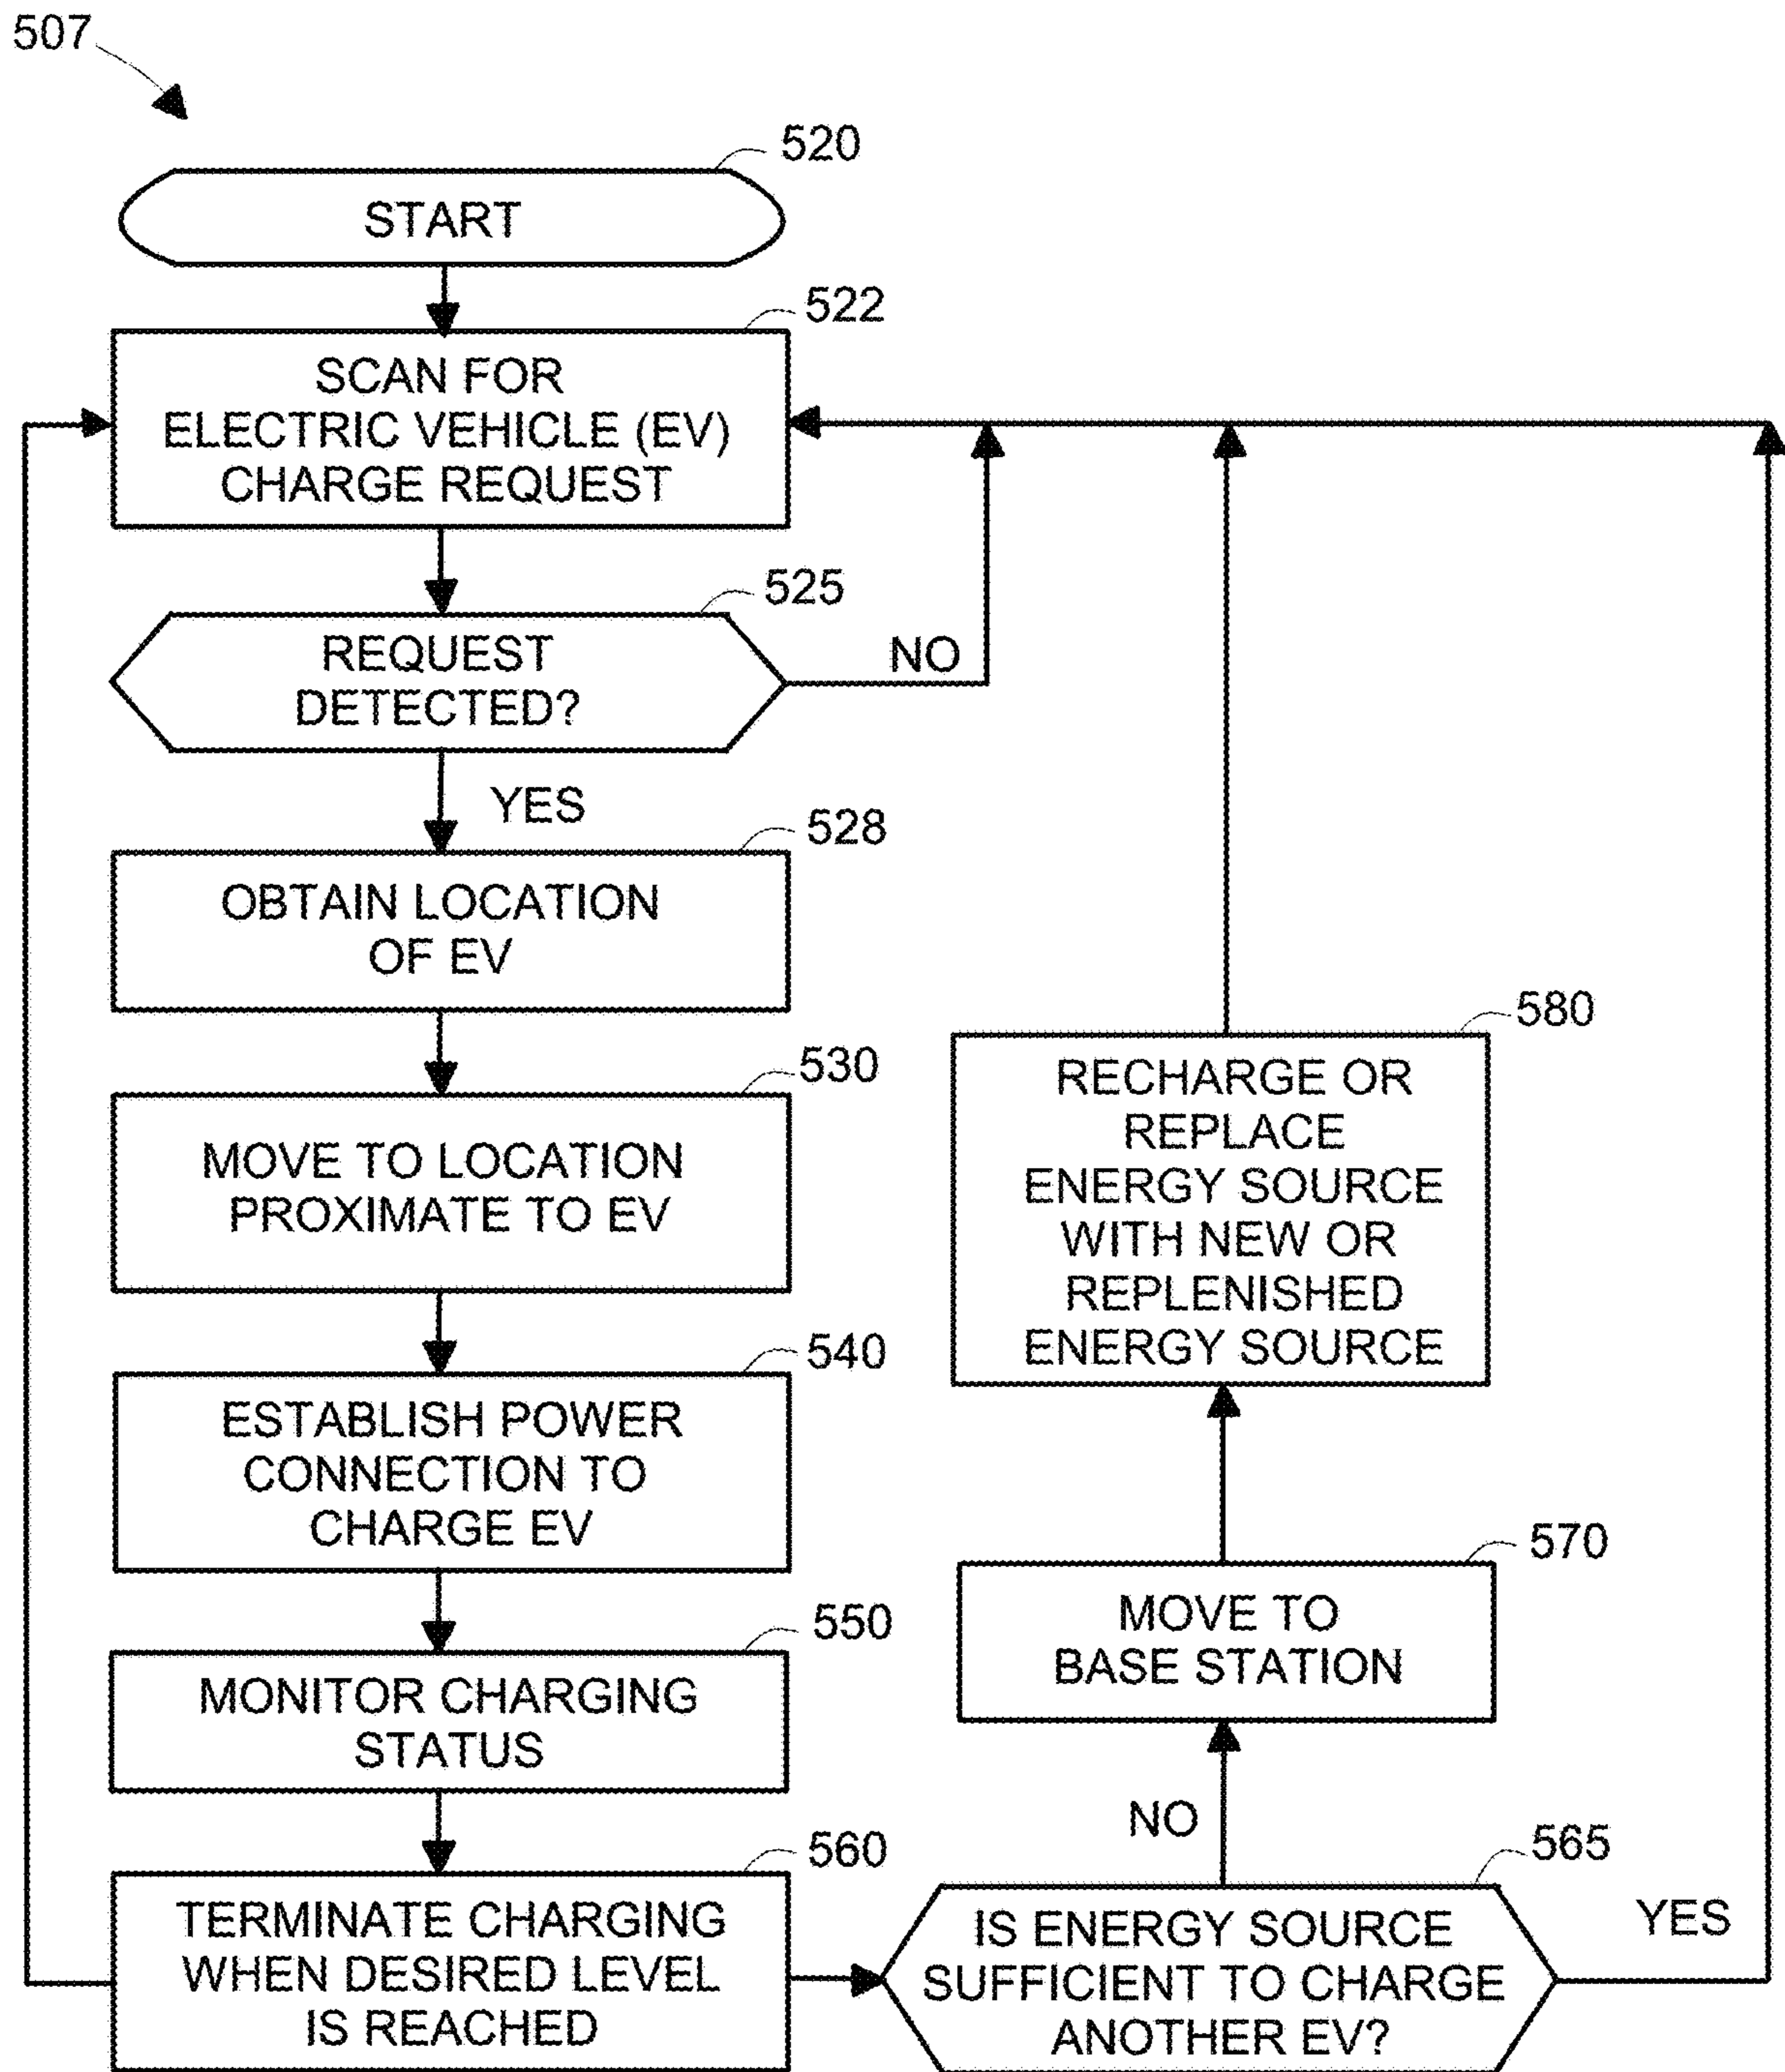 507
520
START
522
SCAN FOR
ELECTRIC VEHICLE (EV)
CHARGE REQUEST
525
REQUEST
DETECTED?
NO
YES
528
OBTAIN LOCATION
OF EV
530
MOVE TO LOCATION
PROXIMATE TO EV
540
ESTABLISH POWER
CONNECTION TO
CHARGE EV
550
MONITOR CHARGING
STATUS
560
TERMINATE CHARGING
WHEN DESIRED LEVEL
IS REACHED
565
IS ENERGY SOURCE
SUFFICIENT TO CHARGE
ANOTHER EV?
YES
NO
570
MOVE TO
BASE STATION
580
RECHARGE OR
REPLACE
ENERGY SOURCE
WITH NEW OR
REPLENISHED
ENERGY SOURCE